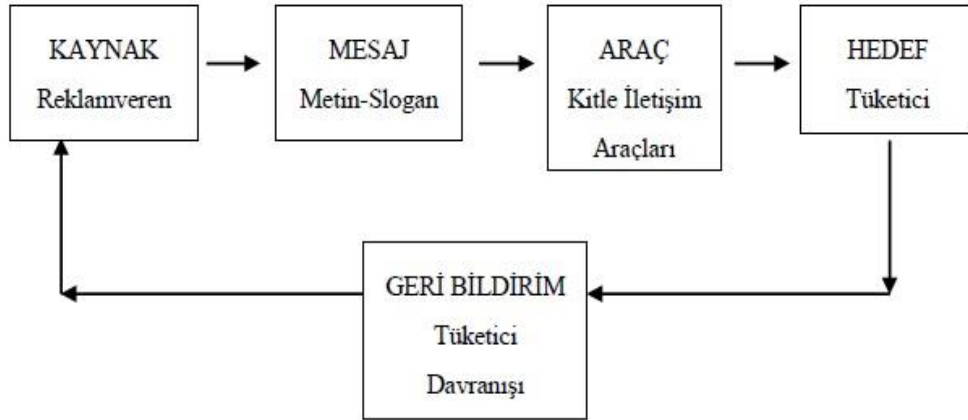 KAYNAK
Reklamveren
MESAJ
Metin-Slogan
ARAÇ
Kitle İletişim
Araçları
HEDEF
Tüketici
GERİ BİLDİRİM
Tüketici
Davranışı